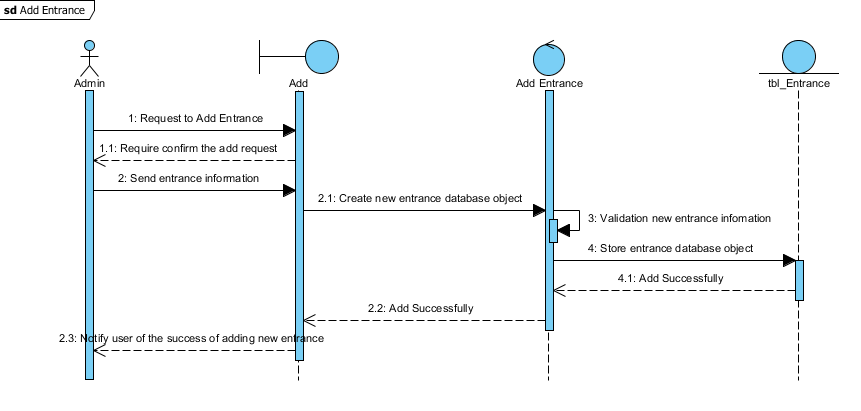 sd Add Entrance
Admin
Add
Add Entrance
tbl_Entrance
1: Request to Add Entrance
1.1: Require confirm the add request
2: Send entrance information
2.1: Create new entrance database object
3: Validation new entrance infomation
4: Store entrance database object
4.1: Add Successfully
2.2: Add Successfully
2.3: Notify user of the success of adding new entrance